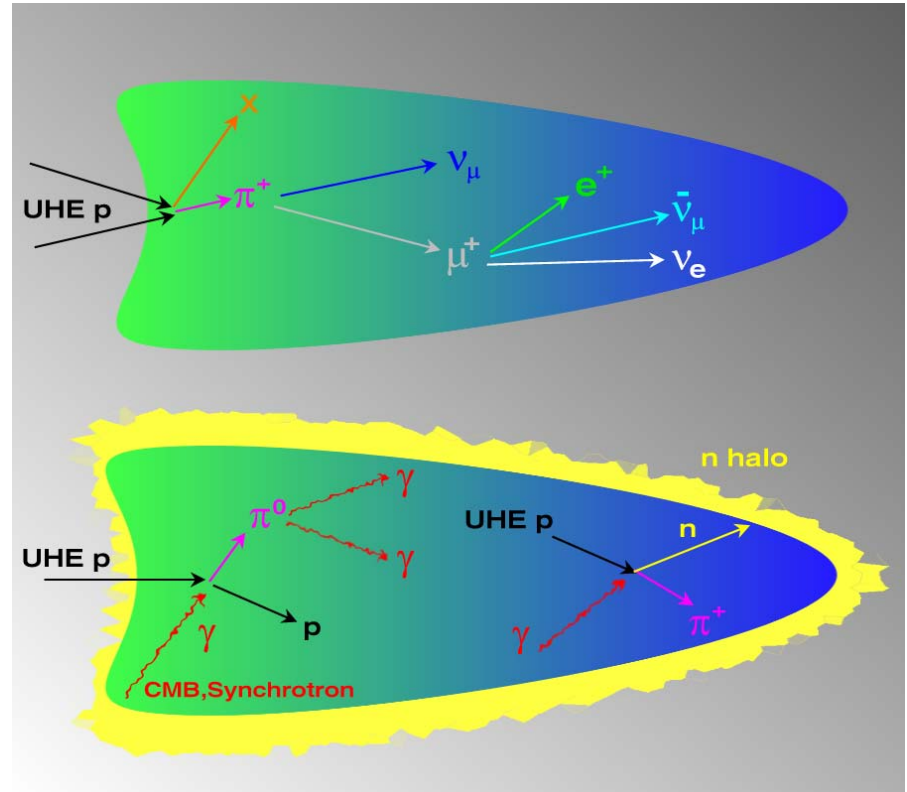 X
UHE p
π⁺
ν_μ
μ⁺
e⁺
ν̄_μ
ν_e
n halo
γ
π⁰
γ
UHE p
n
UHE p
γ
p
γ
π⁺
CMB,Synchrotron